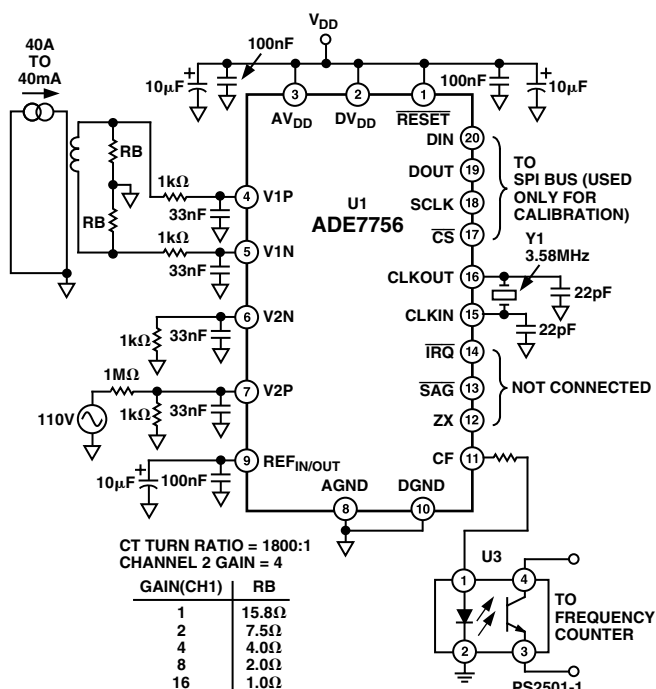 40A
TO
40mA
V_DD
100nF
10μF
+
100nF
+
10μF
3
2
1
AV_DD
DV_DD
RESET
RB
RB
1kΩ
33nF
4
V1P
1kΩ
33nF
5
V1N
U1
ADE7756
DIN 20
DOUT 19
SCLK 18
CS 17
TO
SPI BUS (USED
ONLY FOR
CALIBRATION)
Y1
3.58MHz
CLKOUT 16
22pF
CLKIN 15
22pF
6
V2N
1kΩ
33nF
IRQ 14
SAG 13
ZX 12
NOT CONNECTED
110V
1MΩ
1kΩ
33nF
7
V2P
CF 11
10μF
+
100nF
9
REF_IN/OUT
AGND
DGND
8
10
CT TURN RATIO = 1800:1
CHANNEL 2 GAIN = 4
GAIN(CH1) RB
1 15.8Ω
2 7.5Ω
4 4.0Ω
8 2.0Ω
16 1.0Ω
U3
1
4
2
3
TO
FREQUENCY
COUNTER
PS2501-1